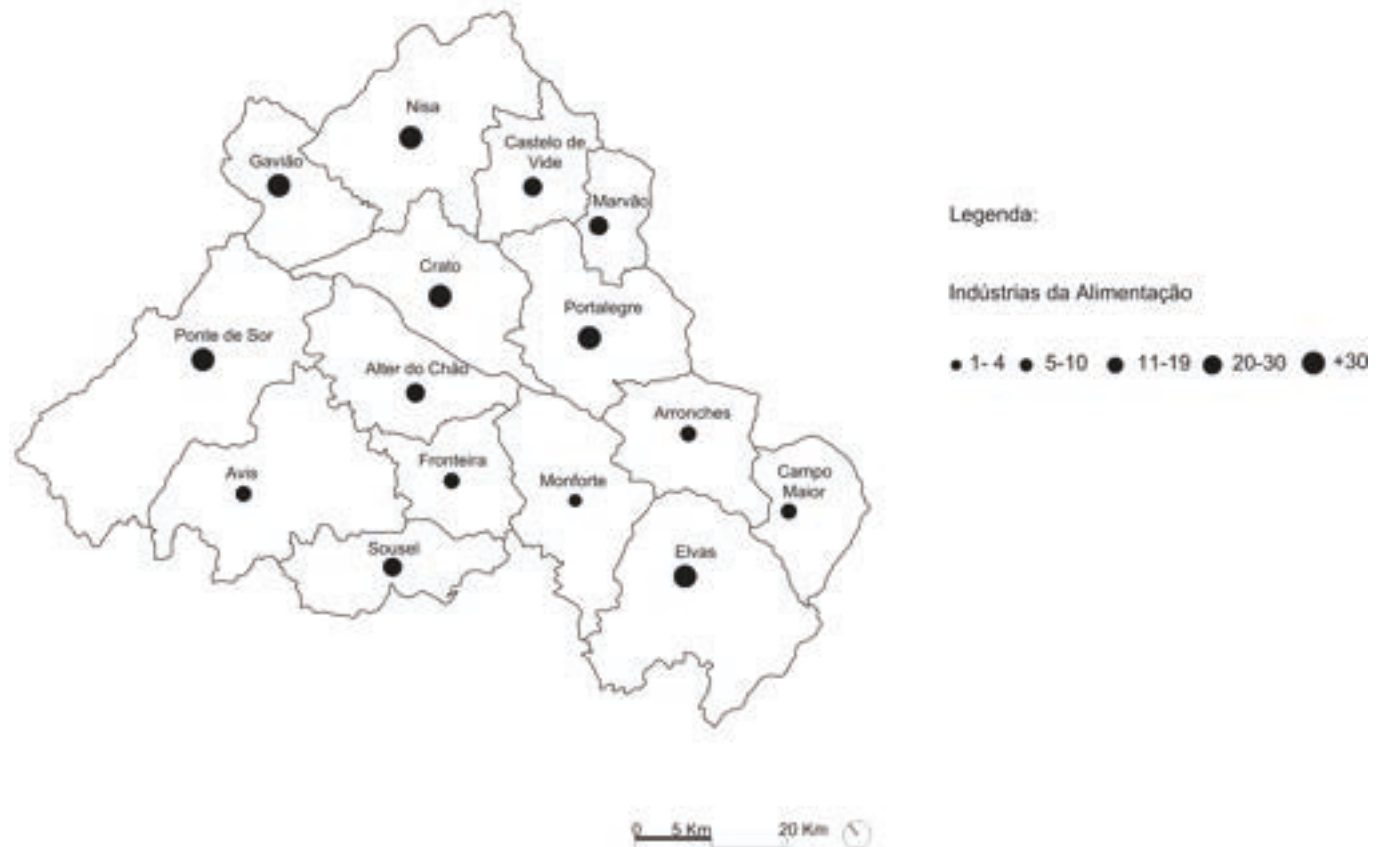 Nisa
Castelo de
Vide
Gavião
Marvão
Legenda:
Crato
Indústrias da Alimentação
Portalegre
Ponte de Sor
1- 4 5-10 11-19 20-30 +30
Alter do Chão
Arronches
Fronteira
Avis
Monforte
Campo
Maior
Sousel
Elvas
0 5 Km 20 Km